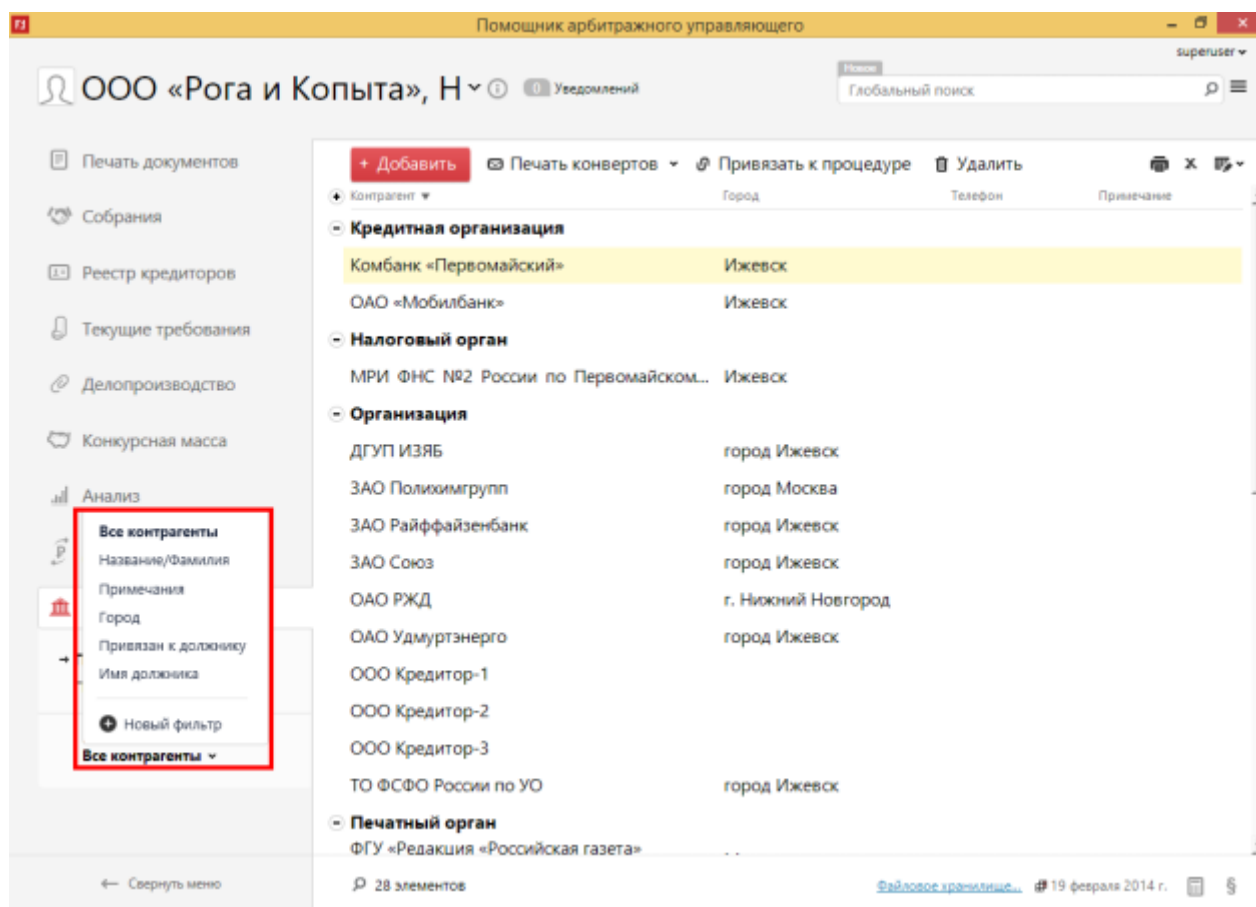 Помощник арбитражного управляющего
superuser
ООО «Рога и Копыта», Н
0 Уведомлений
Новое
Глобальный поиск
Печать документов
Собрания
Реестр кредиторов
Текущие требования
Делопроизводство
Конкурсная масса
Анализ
Все контрагенты
Название/Фамилия
Примечания
Город
Привязан к должнику
Имя должника
Новый фильтр
Все контрагенты
← Свернуть меню
+ Добавить Печать конвертов Привязать к процедуре Удалить
Контрагент Город Телефон Примечание
Кредитная организация
Комбанк «Первомайский» Ижевск
ОАО «Мобилбанк» Ижевск
Налоговый орган
МРИ ФНС №2 России по Первомайском... Ижевск
Организация
ДГУП ИЗЯБ город Ижевск
ЗАО Полихимгрупп город Москва
ЗАО Райффайзенбанк город Ижевск
ЗАО Союз город Ижевск
ОАО РЖД г. Нижний Новгород
ОАО Удмуртэнерго город Ижевск
ООО Кредитор-1
ООО Кредитор-2
ООО Кредитор-3
ТО ФСФО России по УО город Ижевск
Печатный орган
ФГУ «Редакция «Российская газета»
28 элементов
Файловое хранилище... # 19 февраля 2014 г. §